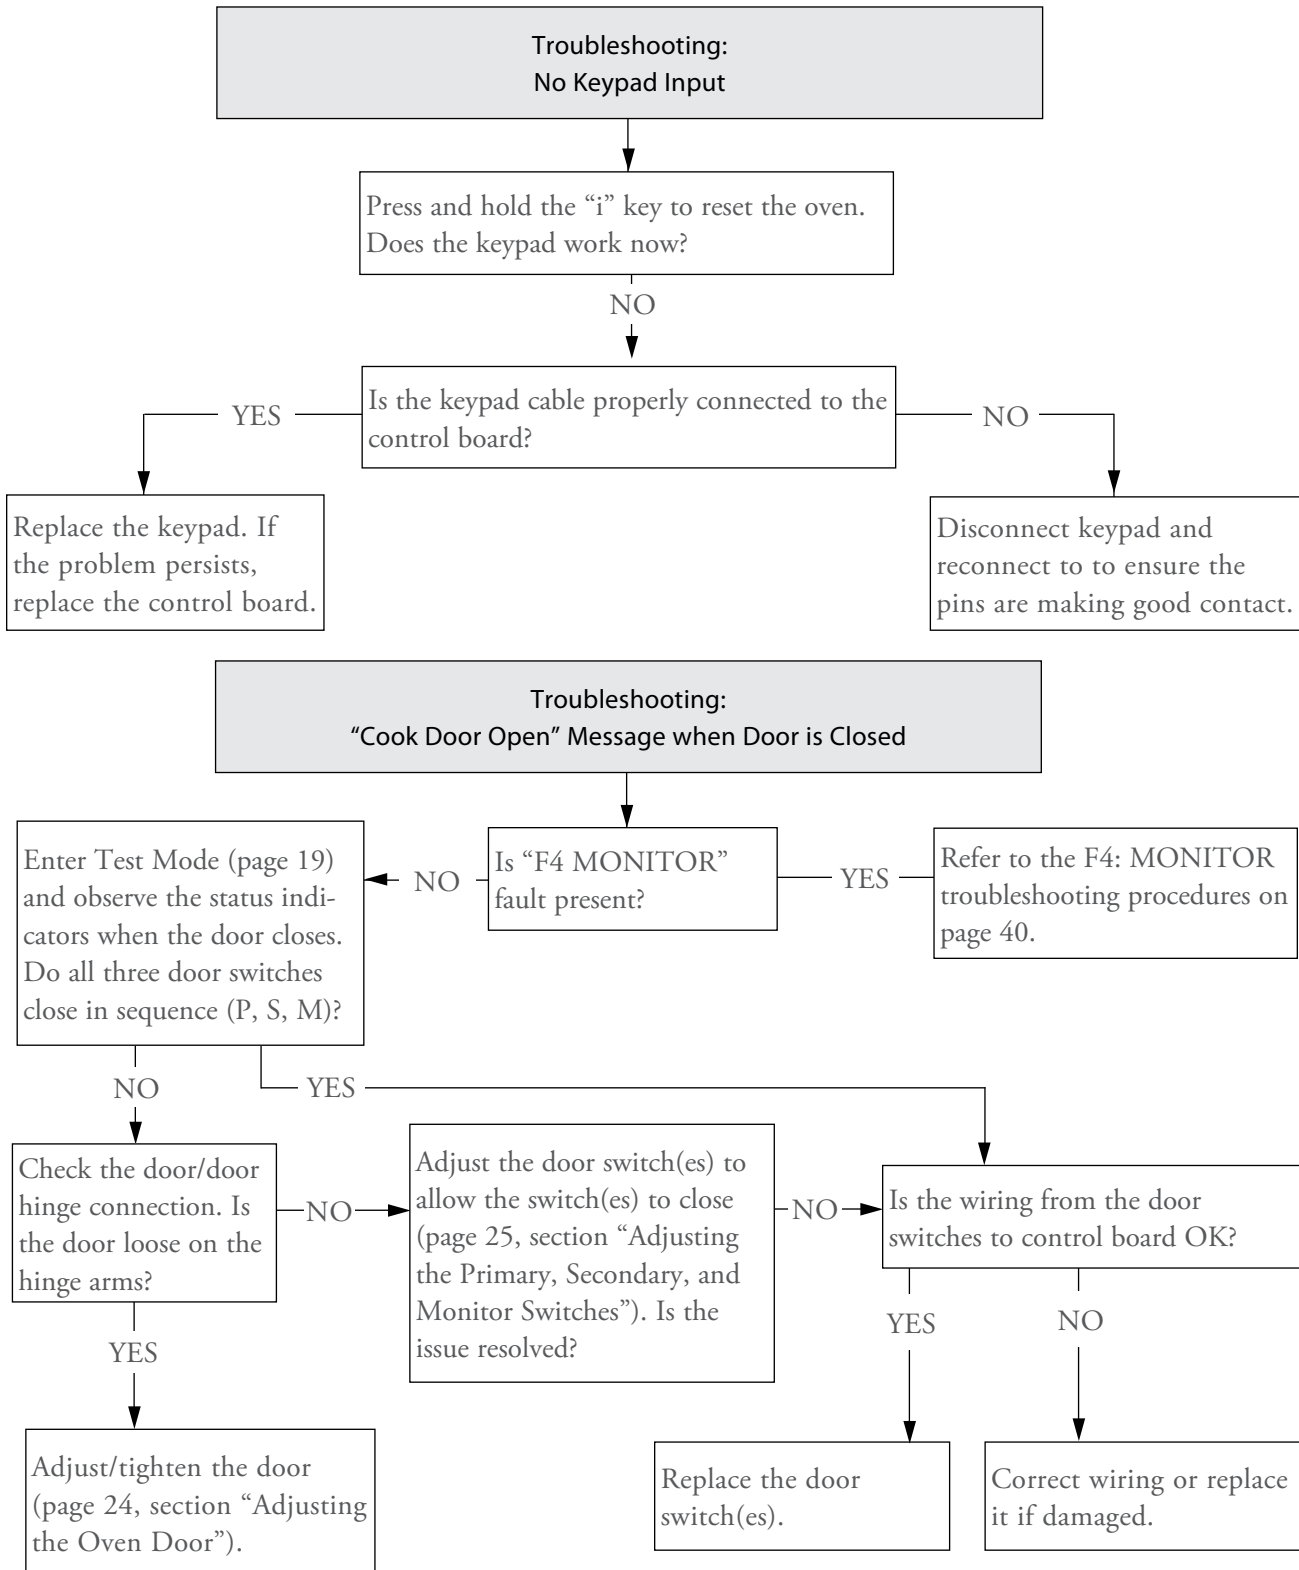 Troubleshooting:
No Keypad Input
Press and hold the “i” key to reset the oven.
Does the keypad work now?
NO
Is the keypad cable properly connected to the
control board?
YES
NO
Replace the keypad. If
the problem persists,
replace the control board.
Disconnect keypad and
reconnect to to ensure the
pins are making good contact.
Troubleshooting:
“Cook Door Open” Message when Door is Closed
Is “F4 MONITOR”
fault present?
NO
YES
Enter Test Mode (page 19)
and observe the status indi-
cators when the door closes.
Do all three door switches
close in sequence (P, S, M)?
Refer to the F4: MONITOR
troubleshooting procedures on
page 40.
NO
YES
Check the door/door
hinge connection. Is
the door loose on the
hinge arms?
NO
Adjust the door switch(es) to
allow the switch(es) to close
(page 25, section “Adjusting
the Primary, Secondary, and
Monitor Switches”). Is the
issue resolved?
NO
Is the wiring from the door
switches to control board OK?
YES
YES
NO
Adjust/tighten the door
(page 24, section “Adjusting
the Oven Door”).
Replace the door
switch(es).
Correct wiring or replace
it if damaged.